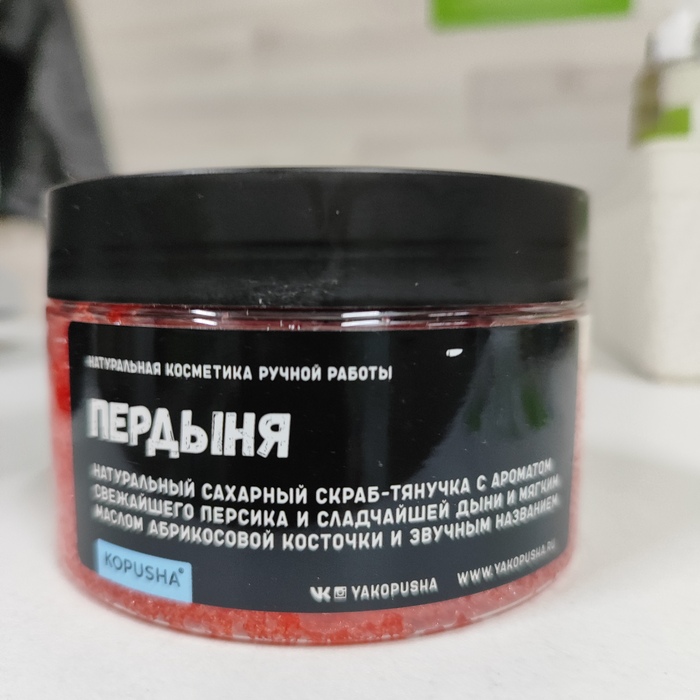 НАТУРАЛЬНАЯ КОСМЕТИКА РУЧНОЙ РАБОТЫ
ПЕРДЫНЯ
НАТУРАЛЬНЫЙ САХАРНЫЙ СКРАБ-ТЯНУЧКА С АРОМАТОМ
СВЕЖАЙШЕГО ПЕРСИКА И СЛАДЧАЙШЕЙ ДЫНИ И МЯГКИМ
МАСЛОМ АБРИКОСОВОЙ КОСТОЧКИ И ЗВУЧНЫМ НАЗВАНИЕМ.
KOPUSHA®
YAKOPUSHA WWW.YAKOPUSHA.RU